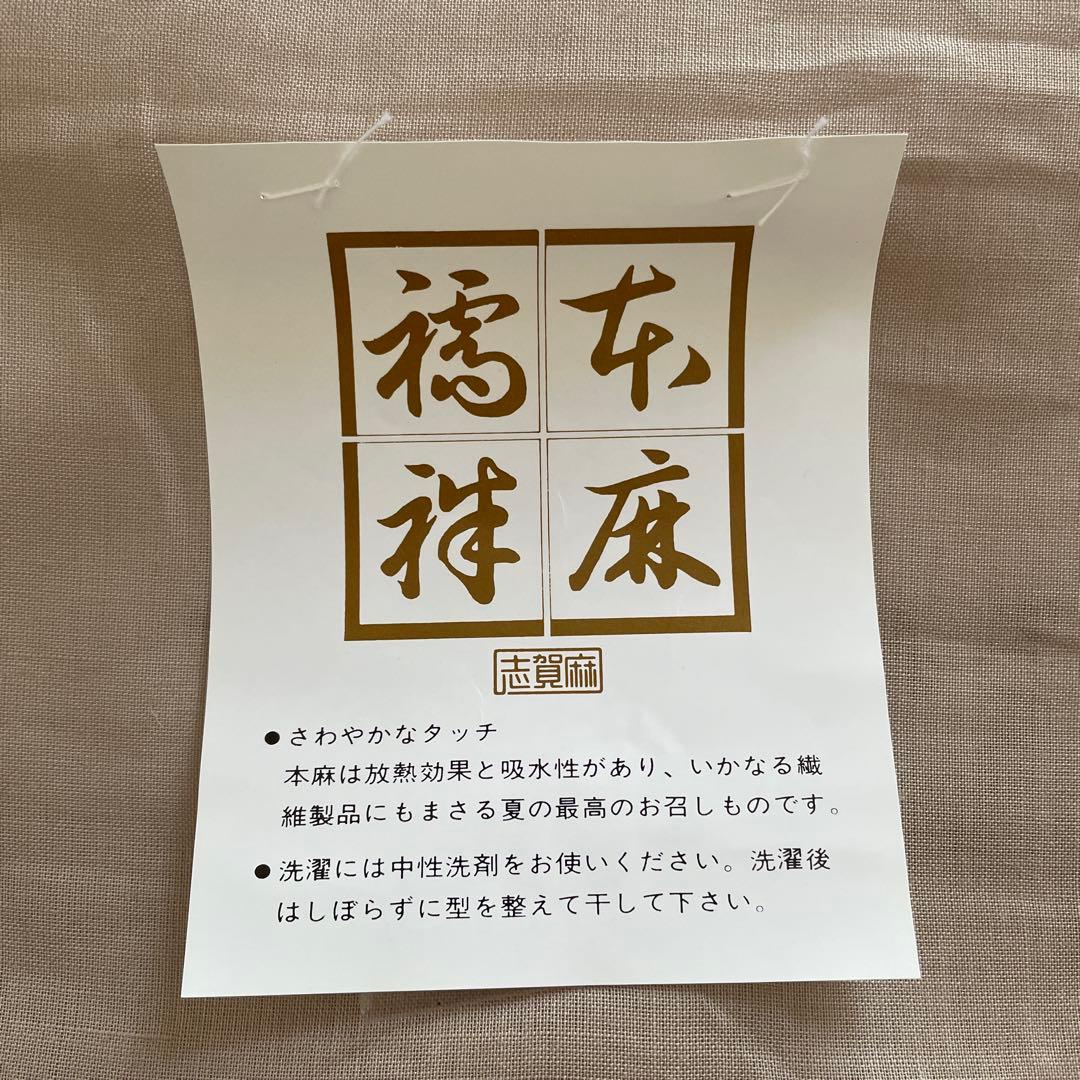 本麻
襦袢
志賀麻
●さわやかなタッチ
本麻は放熱効果と吸水性があり、いかなる繊
維製品にもまさる夏の最高のお召しものです。
●洗濯には中性洗剤をお使いください。洗濯後
はしぼらずに型を整えて干して下さい。